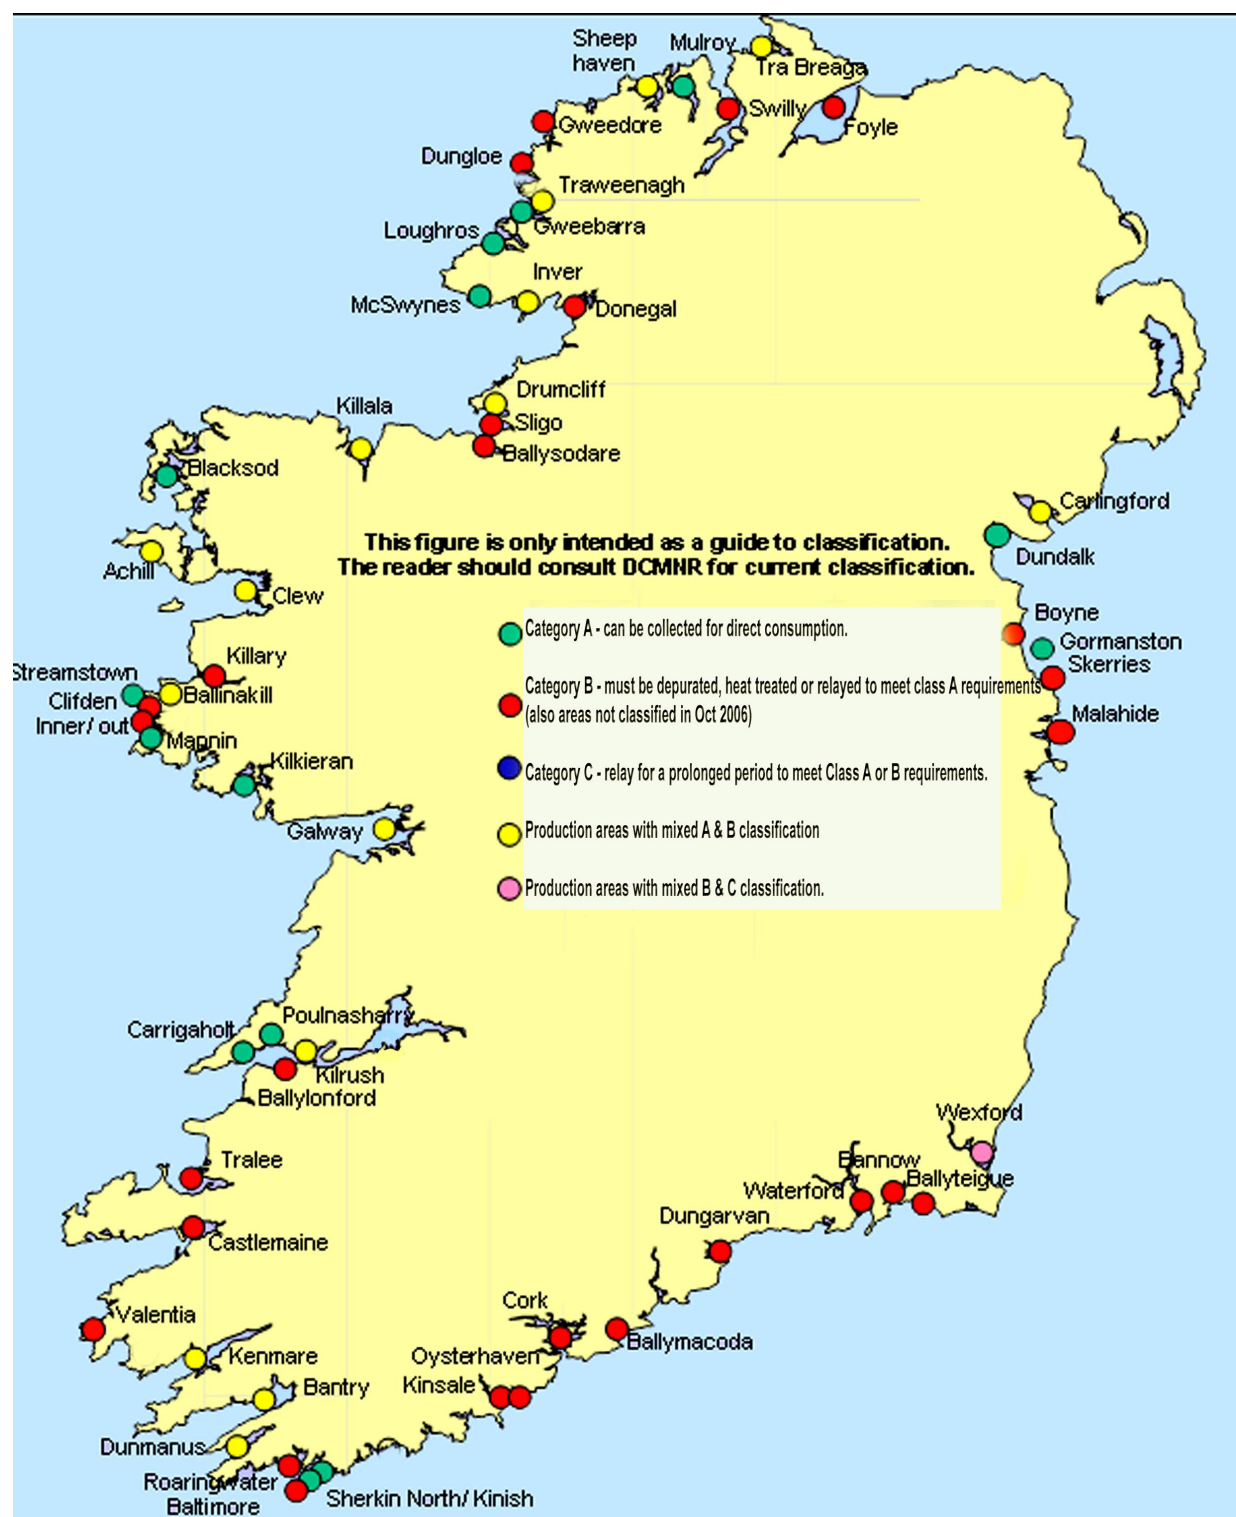 Sheep
haven
Mulroy
Tra Breaga
Swilly
Foyle
Gweedore
Dungloe
Traweenagh
Gweebarra
Loughros
Inver
McSwynes
Donegal
Drumcliff
Killala
Sligo
Ballysodare
Blacksod
Carlingford
Dundalk
This figure is only intended as a guide to classification.
The reader should consult DCMNR for current classification.
Achill
Clew
Boyne
Gormanston
Skerries
Malahide
Category A - can be collected for direct consumption.
Category B - must be depurated, heat treated or relayed to meet class A requirements
(also areas not classified in Oct 2006)
Category C - relay for a prolonged period to meet Class A or B requirements.
Production areas with mixed A & B classification
Production areas with mixed B & C classification.
Killary
Streamstown
Ballinakill
Clifden
Inner/ out
Mannin
Kilkieran
Galway
Poulnasharry
Carrigaholt
Kilrush
Ballylonford
Wexford
Tralee
Bannow
Ballyteigue
Waterford
Dungarvan
Castlemaine
Cork
Valentia
Ballymacoda
Kenmare
Oysterhaven
Bantry
Kinsale
Dunmanus
Roaringwater
Baltimore
Sherkin North/ Kinish